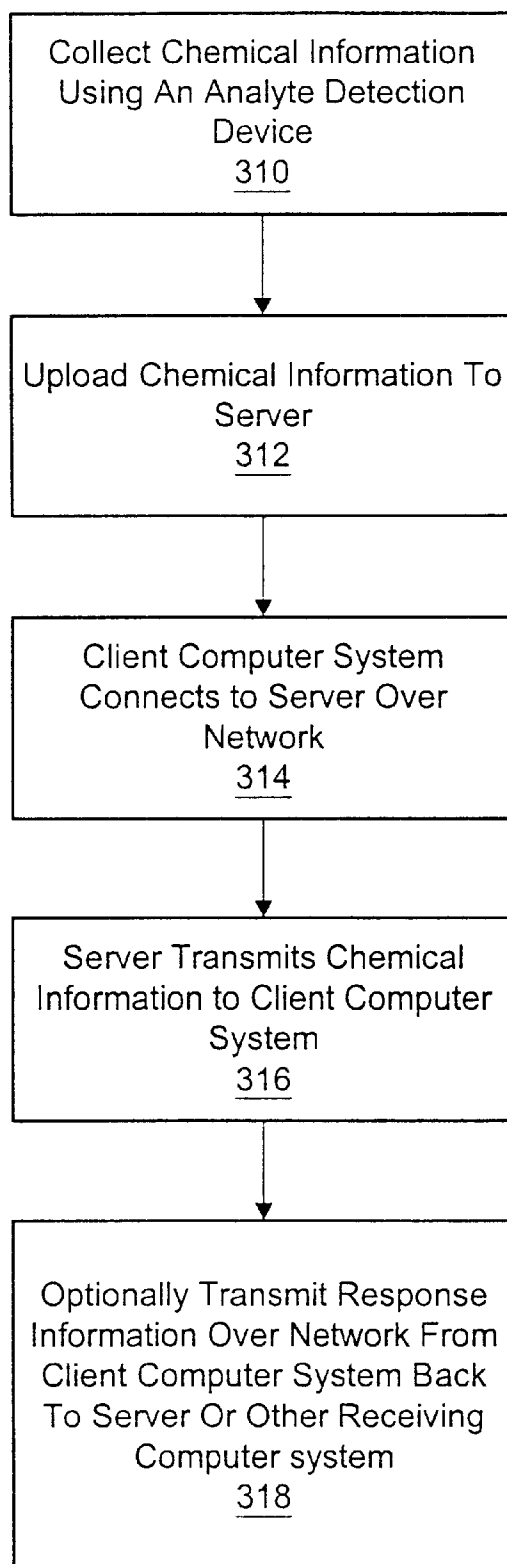 Collect Chemical Information
Using An Analyte Detection
Device
310
Upload Chemical Information To
Server
312
Client Computer System
Connects to Server Over
Network
314
Server Transmits Chemical
Information to Client Computer
System
316
Optionally Transmit Response
Information Over Network From
Client Computer System Back
To Server Or Other Receiving
Computer system
318